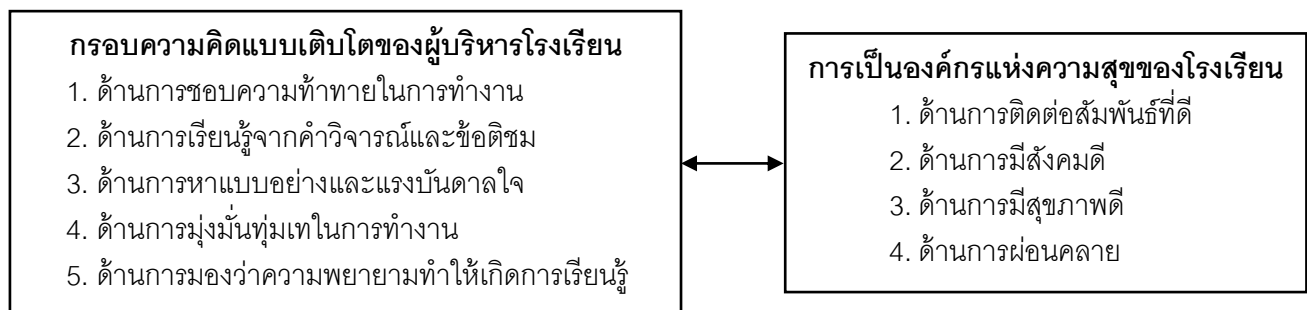 กรอบความคิดแบบเติบโตของผู้บริหารโรงเรียน
1. ด้านการชอบความท้าทายในการทำงาน
2. ด้านการเรียนรู้จากคำวิจารณ์และข้อติชม
3. ด้านการหาแบบอย่างและแรงบันดาลใจ
4. ด้านการมุ่งมั่นทุ่มเทในการทำงาน
5. ด้านการมองว่าความพยายามทำให้เกิดการเรียนรู้
การเป็นองค์กรแห่งความสุขของโรงเรียน
1. ด้านการติดต่อสัมพันธ์ที่ดี
2. ด้านการมีสังคมดี
3. ด้านการมีสุขภาพดี
4. ด้านการผ่อนคลาย